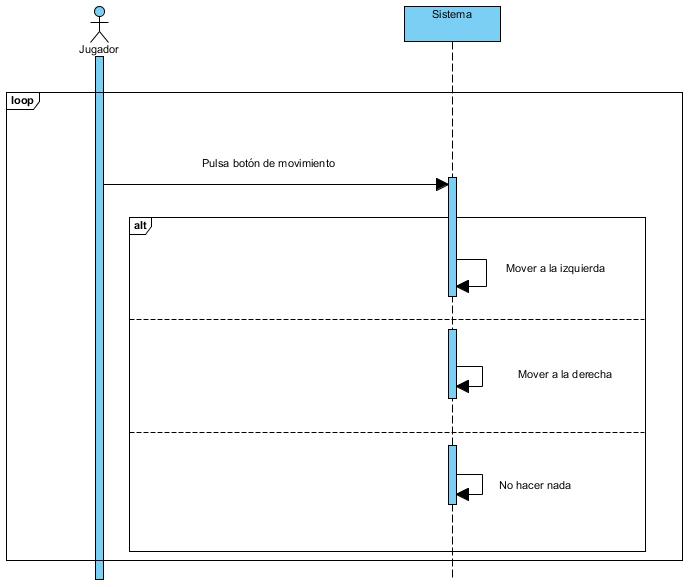 Jugador
Sistema
loop
Pulsa botón de movimiento
alt
Mover a la izquierda
Mover a la derecha
No hacer nada